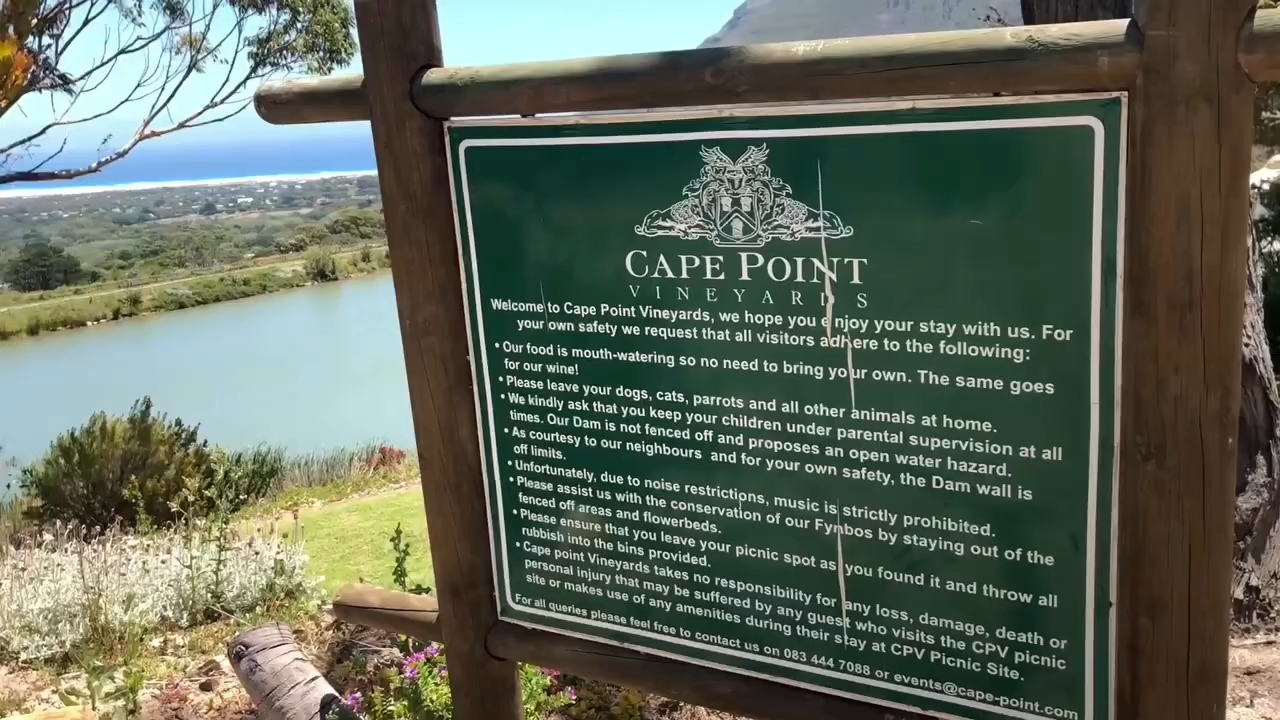 CAPE POINT
VINEYARDS
Welcome to Cape Point Vineyards, we hope you enjoy your stay with us. For
your own safety we request that all visitors adhere to the following:
• Our food is mouth-watering so no need to bring your own. The same goes
for our wine!
• Please leave your dogs, cats, parrots and all other animals at home.
• We kindly ask that you keep your children under parental supervision at all
times. Our Dam is not fenced off and proposes an open water hazard.
• As courtesy to our neighbours and for your own safety, the Dam wall is
off limits.
• Unfortunately, due to noise restrictions, music is strictly prohibited.
• Please assist us with the conservation of our Fynbos by staying out of the
fenced off areas and flowerbeds.
• Please ensure that you leave your picnic spot as you found it and throw all
rubbish into the bins provided.
• Cape point Vineyards takes no responsibility for any loss, damage, death or
personal injury that may be suffered by any guest who visits the CPV picnic
site or makes use of any amenities during their stay at CPV Picnic Site.
For all queries please feel free to contact us on 083 444 7088 or events@cape-point.com